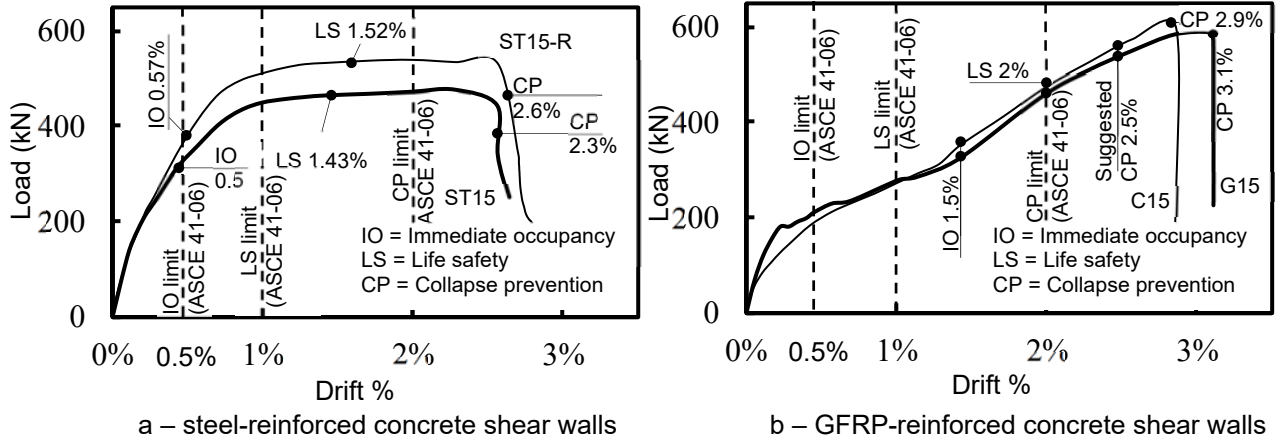 600
400
200
0
Load (kN)
IO 0.57%
LS 1.52%
ST15-R
CP
2.6%
CP
2.3%
IO
0.5
LS 1.43%
ST15
IO limit
(ASCE 41-06)
LS limit
(ASCE 41-06)
CP limit
(ASCE 41-06)
IO = Immediate occupancy
LS = Life safety
CP = Collapse prevention
0%
0.5%
1%
2%
3%
Drift %
a – steel-reinforced concrete shear walls
600
400
200
0
Load (kN)
IO limit
(ASCE 41-06)
LS limit
(ASCE 41-06)
LS 2%
CP 2.9%
CP 3.1%
Suggested
CP 2.5%
IO 1.5%
CP limit
(ASCE 41-06)
C15
G15
IO = Immediate occupancy
LS = Life safety
CP = Collapse prevention
0%
0.5%
1%
2%
3%
Drift %
b – GFRP-reinforced concrete shear walls